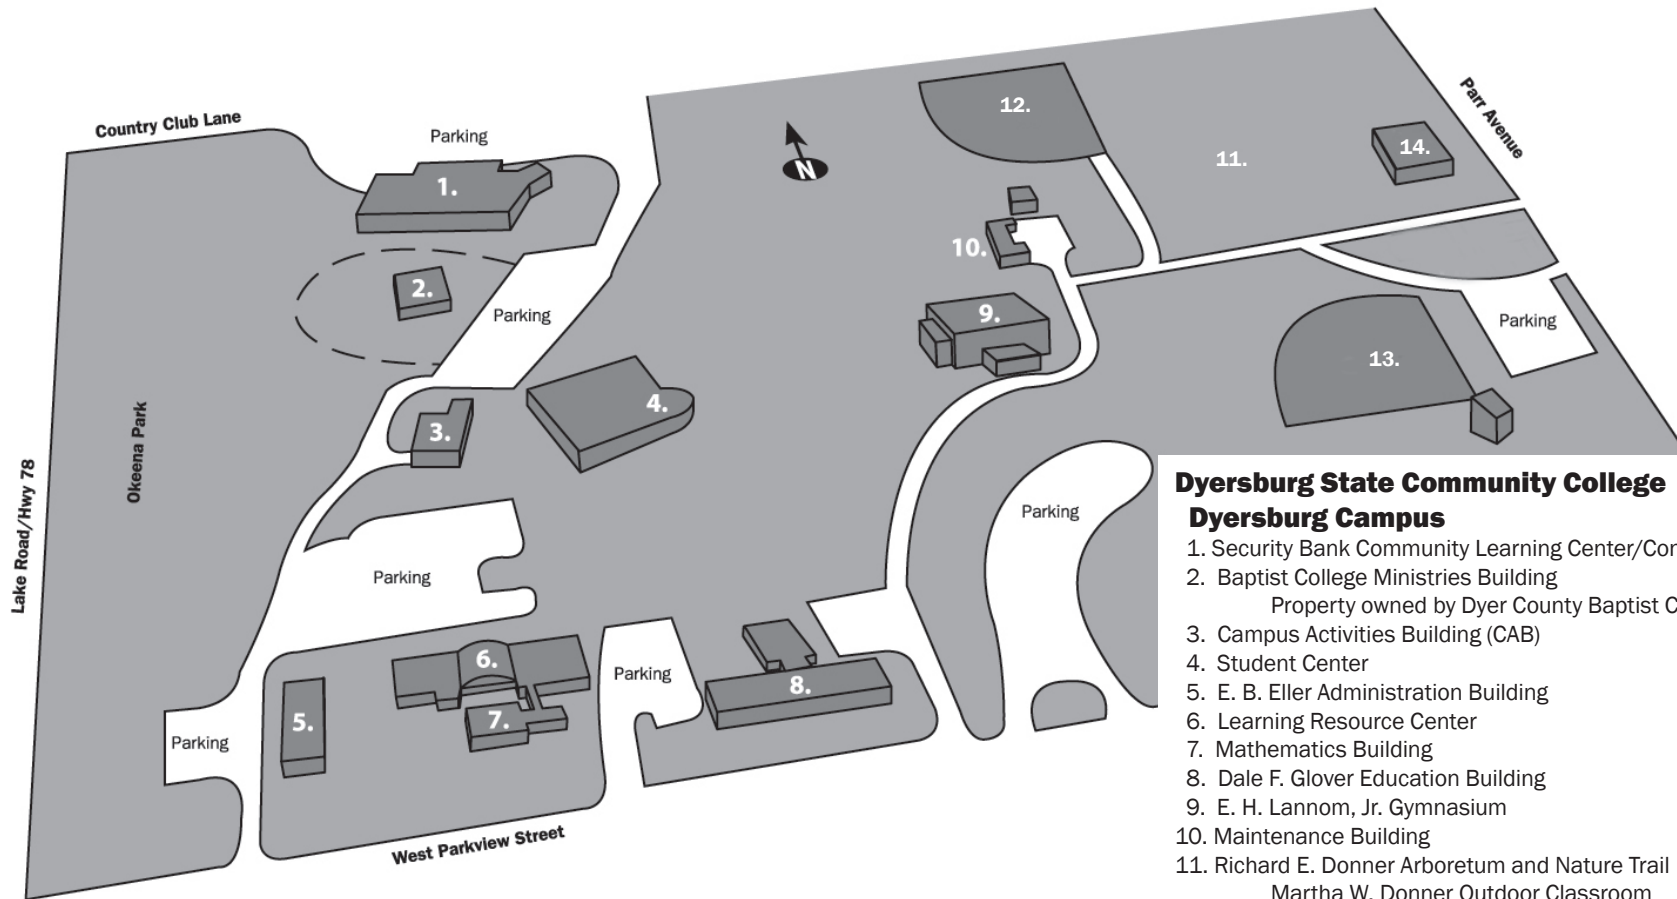 Country Club Lane
Parking
1.
12.
Parr Avenue
14.
11.
N
10.
2.
Parking
9.
Parking
13.
4.
3.
Okeena Park
Lake Road/Hwy 78
Parking
Parking
6.
Parking
8.
5.
7.
Parking
West Parkview Street
Dyersburg State Community College
Dyersburg Campus
1. Security Bank Community Learning Center/
2. Baptist College Ministries Building
Property owned by Dyer County Baptist
3. Campus Activities Building (CAB)
4. Student Center
5. E. B. Eller Administration Building
6. Learning Resource Center
7. Mathematics Building
8. Dale F. Glover Education Building
9. E. H. Lannom, Jr. Gymnasium
10. Maintenance Building
11. Richard E. Donner Arboretum and Nature Trail
Martha W. Donner Outdoor Classroom